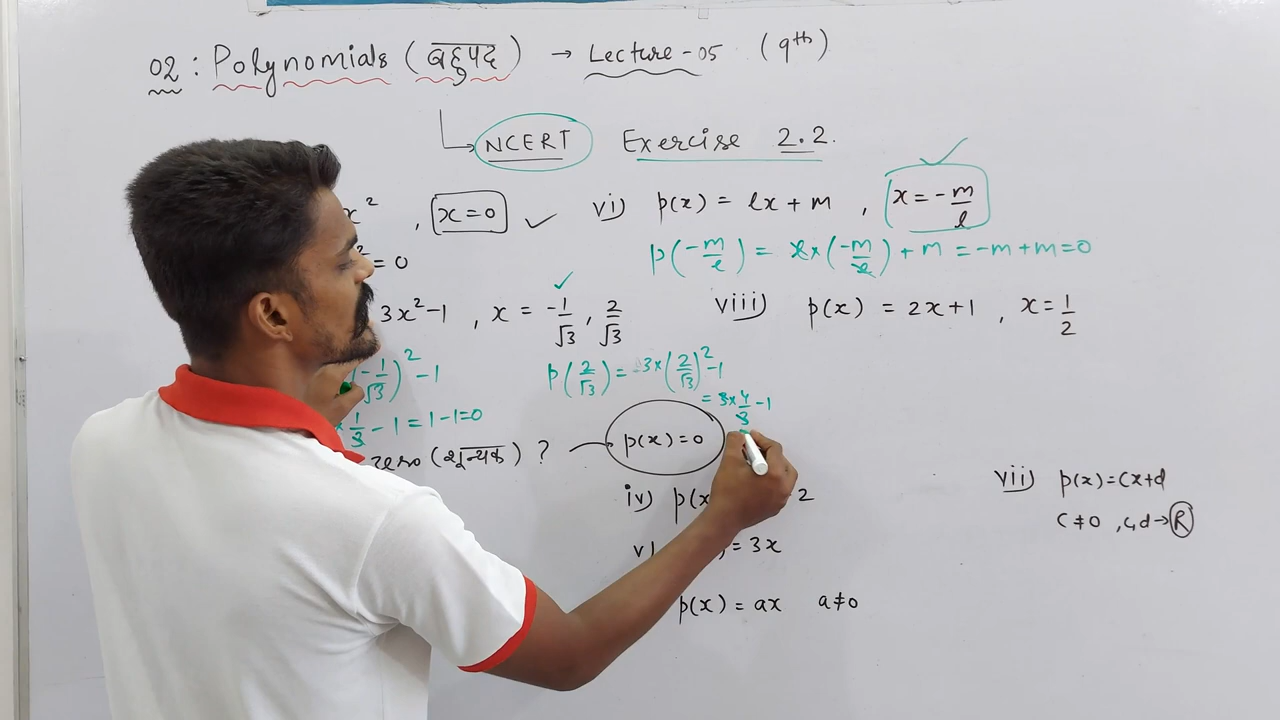 02 : Polynomials (बहुपद) → Lecture-05 (9th)
NCERT Exercise 2.2.
x² , x=0 ✓
² = 0
vi) p(x) = lx + m , x = -m/l ✓
p(-m/l) = l×(-m/l) + m = -m+m=0
3x²-1 , x = -1/√3 , 2/√3
viii) p(x) = 2x+1 , x = 1/2
(-1/√3)² -1
× 1/3 - 1 = 1-1=0
p(2/√3) = 3×(2/√3)² -1
= 3×4/3 -1
zero (शून्यक) ? p(x)=0
iv) p(x 2
v) = 3x
p(x) = ax a≠0
vii) p(x)=cx+d
c≠0 , c,d→R